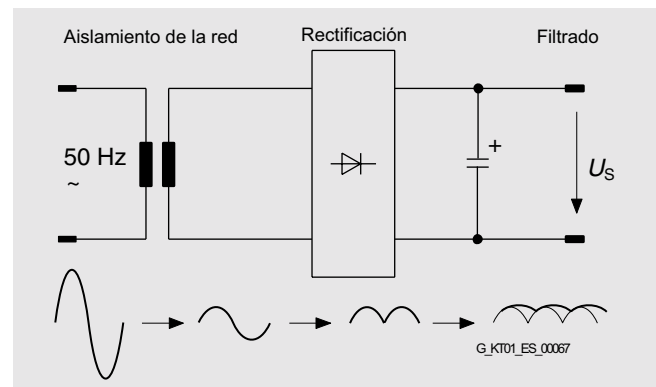 Aislamiento de la red
Rectificación
Filtrado
50 Hz
~
+
US
G_KT01_ES_00067